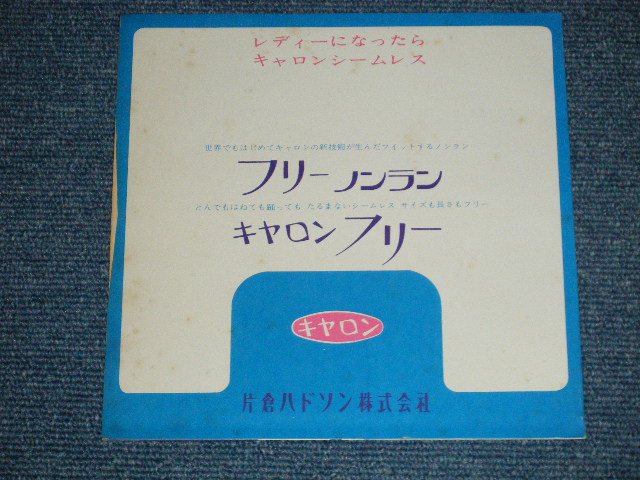 レディーになったら
キャロンシームレス
世界でもはじめてキャロンの新技術が生んだフイットするノンラン
フリーノンラン
とんでもはねても踊っても たるまないシームレス サイズも長さもフリー
キヤロンフリー
キヤロン
片倉ハドソン株式会社